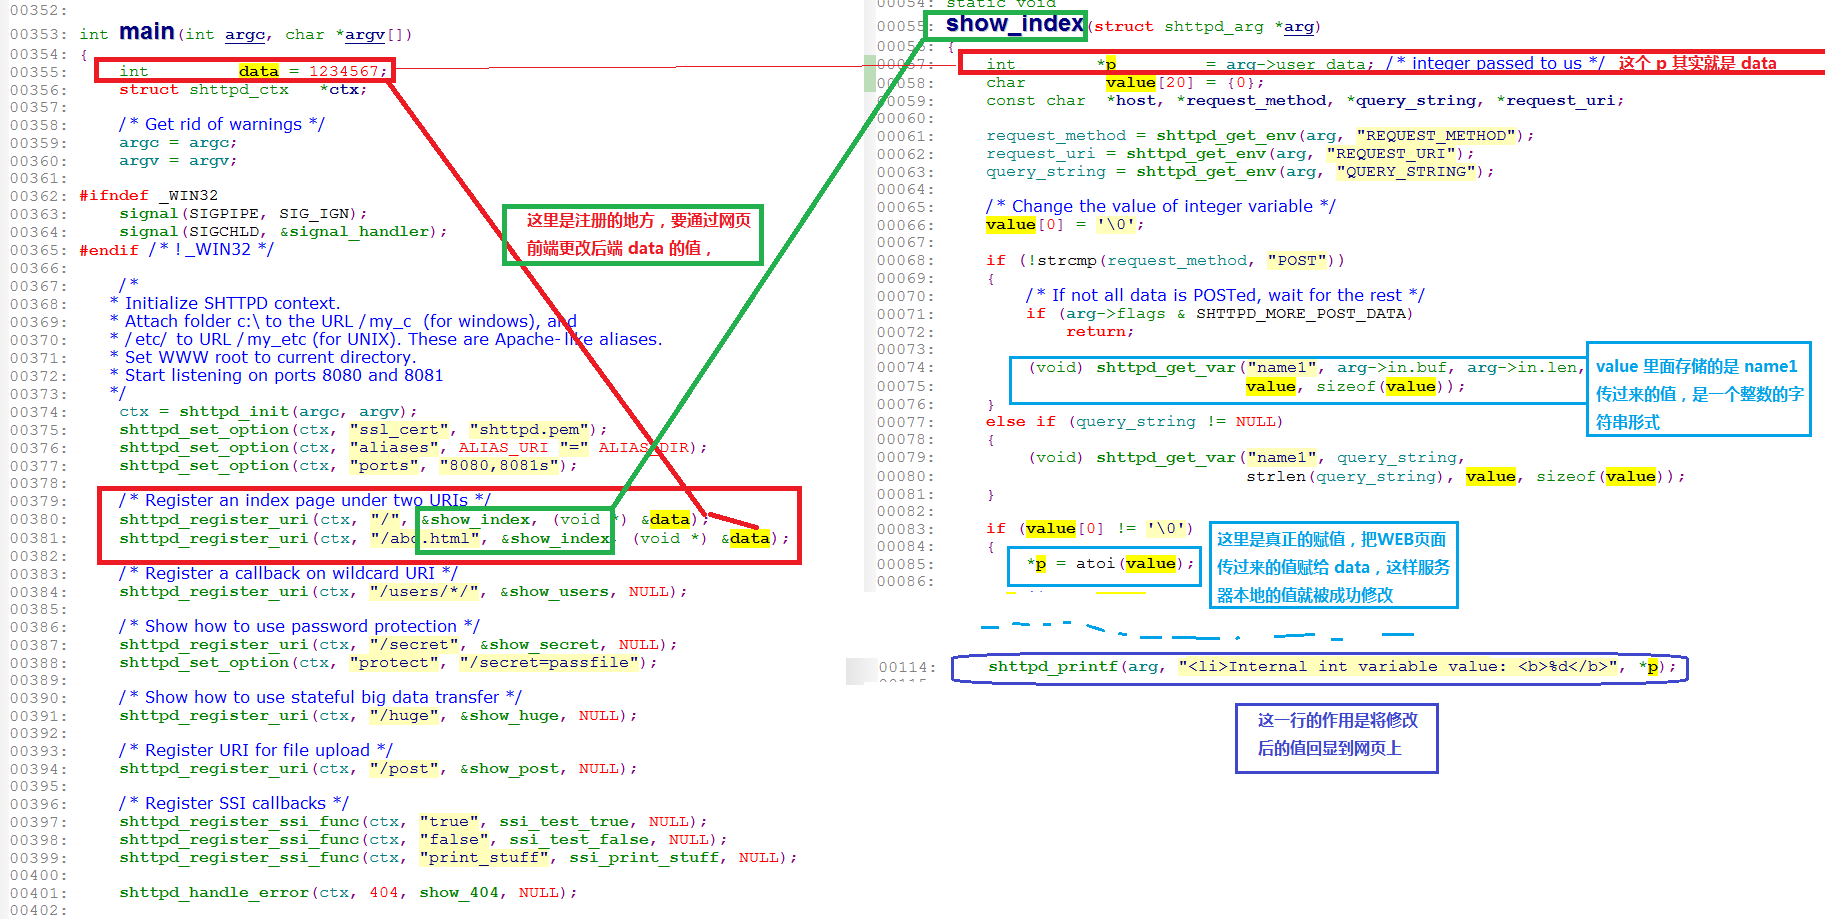 00352:
00353: int main(int argc, char *argv[])
00354: {
00355: int data = 1234567;
00356: struct shttpd_ctx *ctx;
00357:
00358: /* Get rid of warnings */
00359: argc = argc;
00360: argv = argv;
00361:
00362: #ifndef _WIN32
00363: signal(SIGPIPE, SIG_IGN);
00364: signal(SIGCHLD, &signal_handler);
00365: #endif /* !_WIN32 */
00366:
00367: /*
00368: * Initialize SHTTPD context.
00369: * Attach folder c:\ to the URL /my_c (for windows), and
00370: * /etc/ to URL /my_etc (for UNIX). These are Apache-like aliases.
00371: * Set WWW root to current directory.
00372: * Start listening on ports 8080 and 8081
00373: */
00374: ctx = shttpd_init(argc, argv);
00375: shttpd_set_option(ctx, "ssl_cert", "shttpd.pem");
00376: shttpd_set_option(ctx, "aliases", ALIAS_URI "=" ALIAS_DIR);
00377: shttpd_set_option(ctx, "ports", "8080,8081s");
00378:
00379: /* Register an index page under two URIs */
00380: shttpd_register_uri(ctx, "/", &show_index, (void *) &data);
00381: shttpd_register_uri(ctx, "/abc.html", &show_index, (void *) &data);
00382:
00383: /* Register a callback on wildcard URI */
00384: shttpd_register_uri(ctx, "/users/*/", &show_users, NULL);
00385:
00386: /* Show how to use password protection */
00387: shttpd_register_uri(ctx, "/secret", &show_secret, NULL);
00388: shttpd_set_option(ctx, "protect", "/secret=passfile");
00389:
00390: /* Show how to use stateful big data transfer */
00391: shttpd_register_uri(ctx, "/huge", &show_huge, NULL);
00392:
00393: /* Register URI for file upload */
00394: shttpd_register_uri(ctx, "/post", &show_post, NULL);
00395:
00396: /* Register SSI callbacks */
00397: shttpd_register_ssi_func(ctx, "true", ssi_test_true, NULL);
00398: shttpd_register_ssi_func(ctx, "false", ssi_test_false, NULL);
00399: shttpd_register_ssi_func(ctx, "print_stuff", ssi_print_stuff, NULL);
00400:
00401: shttpd_handle_error(ctx, 404, show_404, NULL);
00402:
这里是注册的地方，要通过网页
前端更改后端 data 的值，
00054: static void
00055: show_index(struct shttpd_arg *arg)
00056: {
00057: int *p = arg->user_data; /* integer passed to us */ 这个 p 其实就是 data
00058: char value[20] = {0};
00059: const char *host, *request_method, *query_string, *request_uri;
00060:
00061: request_method = shttpd_get_env(arg, "REQUEST_METHOD");
00062: request_uri = shttpd_get_env(arg, "REQUEST_URI");
00063: query_string = shttpd_get_env(arg, "QUERY_STRING");
00064:
00065: /* Change the value of integer variable */
00066: value[0] = '\0';
00067:
00068: if (!strcmp(request_method, "POST"))
00069: {
00070: /* If not all data is POSTed, wait for the rest */
00071: if (arg->flags & SHTTPD_MORE_POST_DATA)
00072: return;
00073:
00074: (void) shttpd_get_var("name1", arg->in.buf, arg->in.len,
00075: value, sizeof(value));
00076: }
00077: else if (query_string != NULL)
00078: {
00079: (void) shttpd_get_var("name1", query_string,
00080: strlen(query_string), value, sizeof(value));
00081: }
00082:
00083: if (value[0] != '\0')
00084: {
00085: *p = atoi(value);
00086:
value 里面存储的是 name1
传过来的值，是一个整数的字
符串形式
这里是真正的赋值，把WEB页面
传过来的值赋给 data，这样服务
器本地的值就被成功修改
00114: shttpd_printf(arg, "<li>Internal int variable value: <b>%d</b>", *p);
00115:
这一行的作用是将修改
后的值回显到网页上